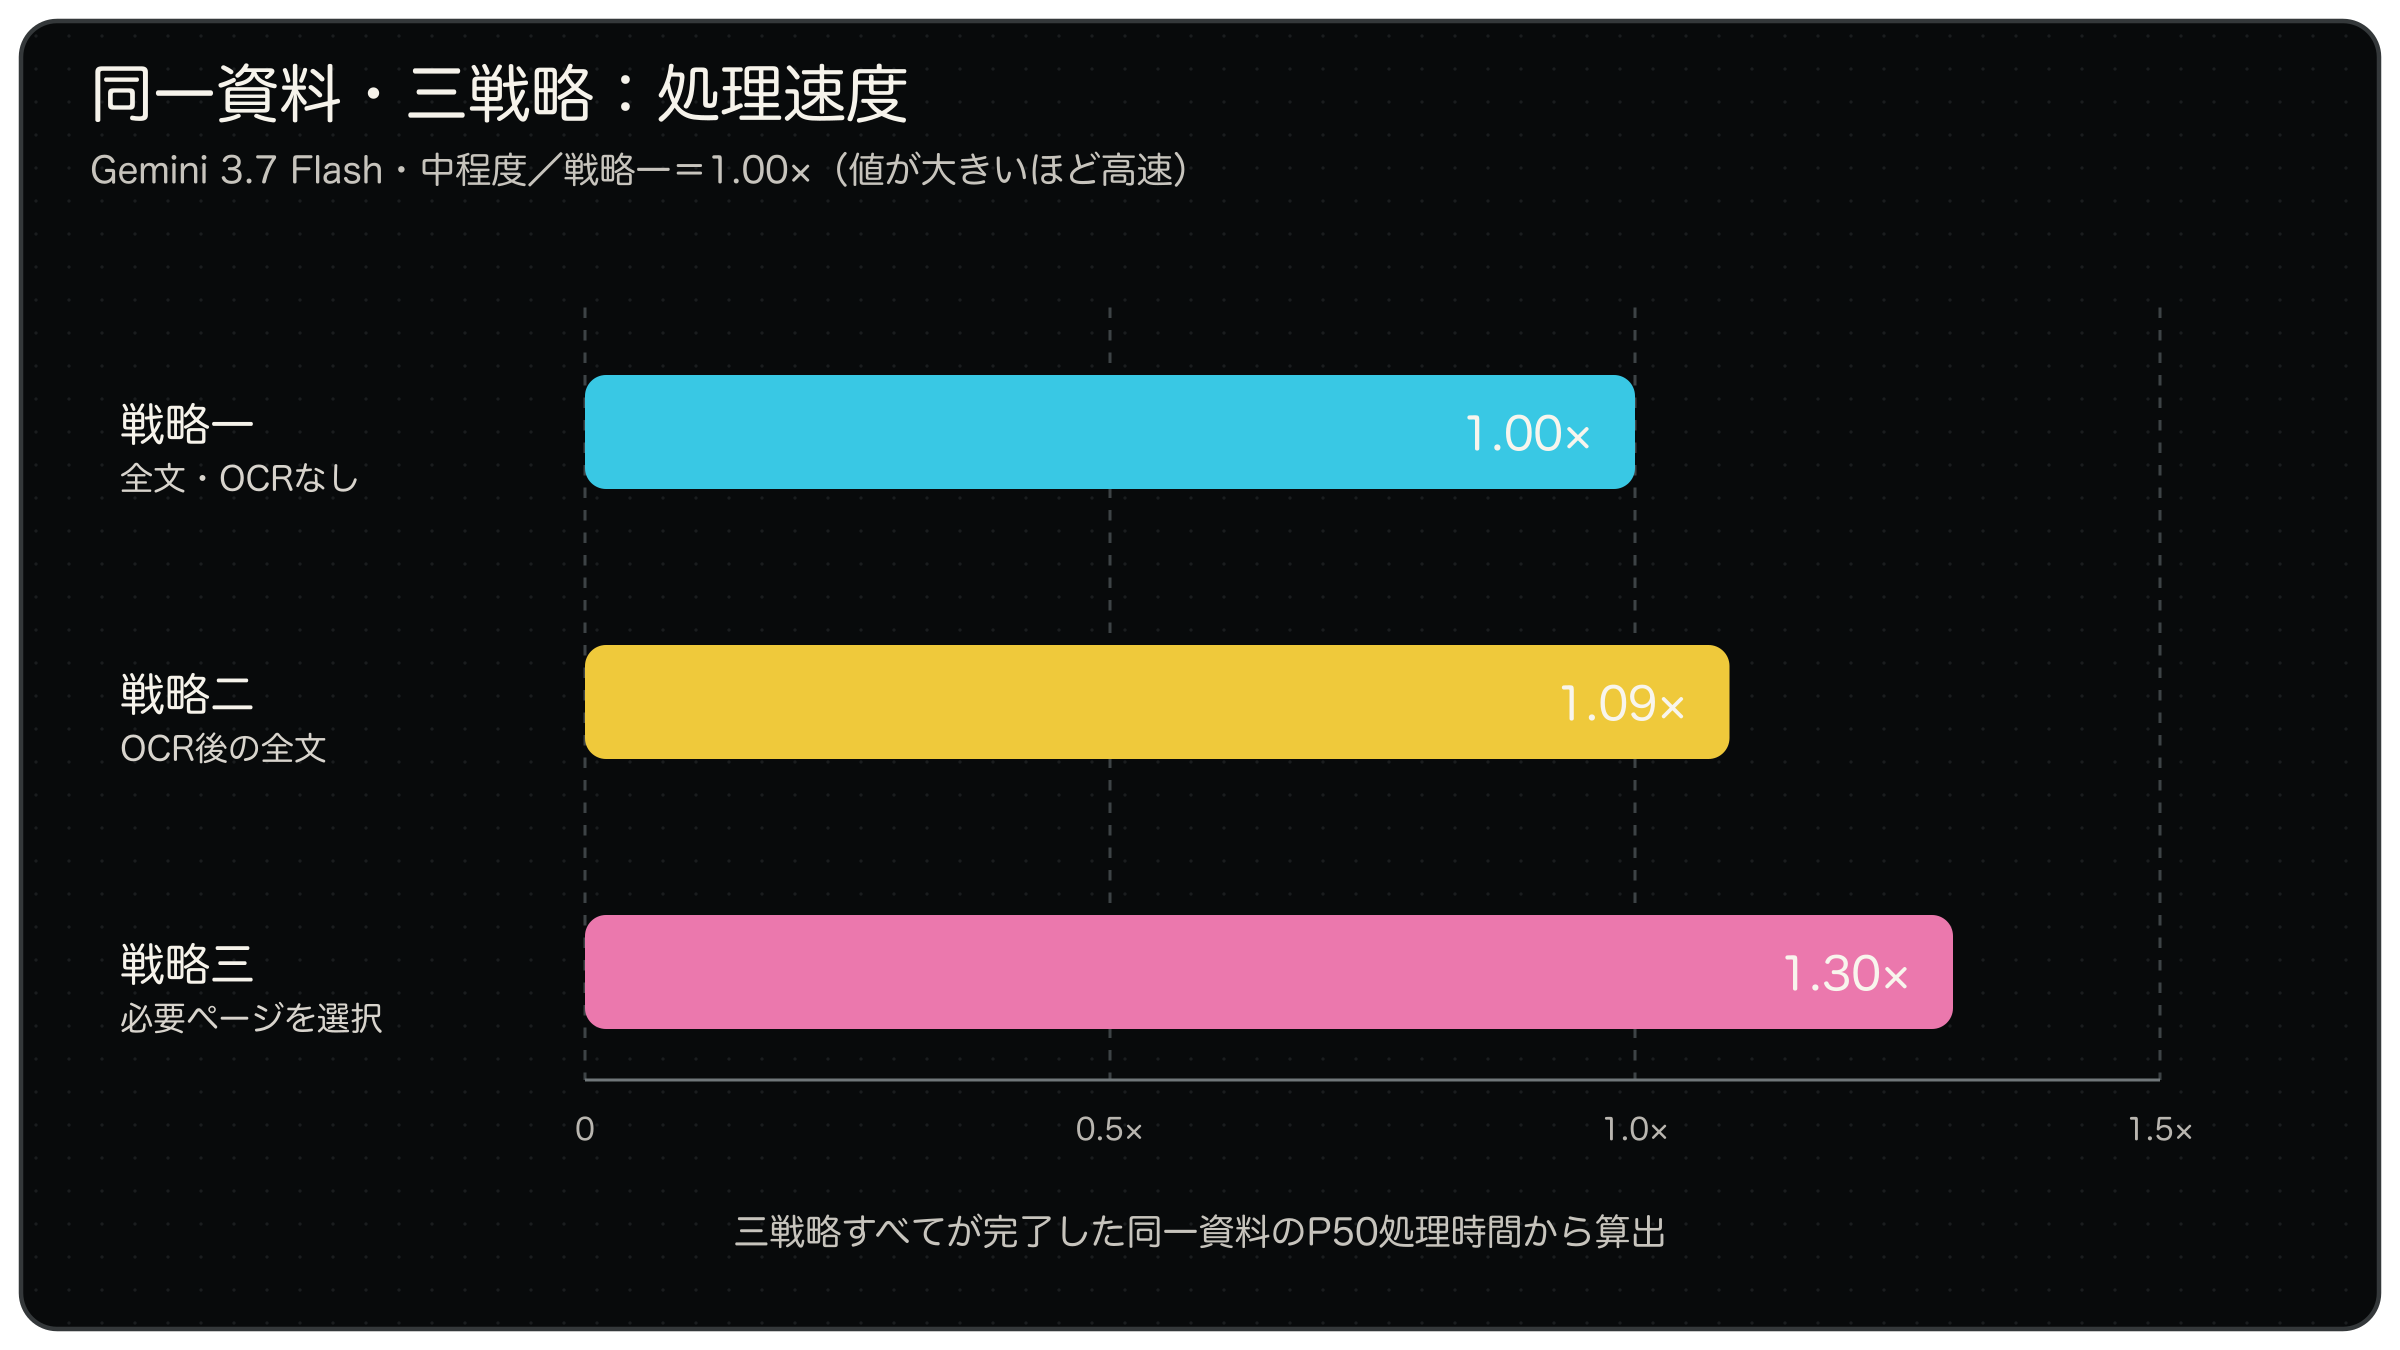 同一資料・三戦略：処理速度
Gemini 3.7 Flash・中程度／戦略一＝1.00×（値が大きいほど高速）
戦略一
全文・OCRなし
1.00×
戦略二
OCR後の全文
1.09×
戦略三
必要ページを選択
1.30×
0
0.5×
1.0×
1.5×
三戦略すべてが完了した同一資料のP50処理時間から算出